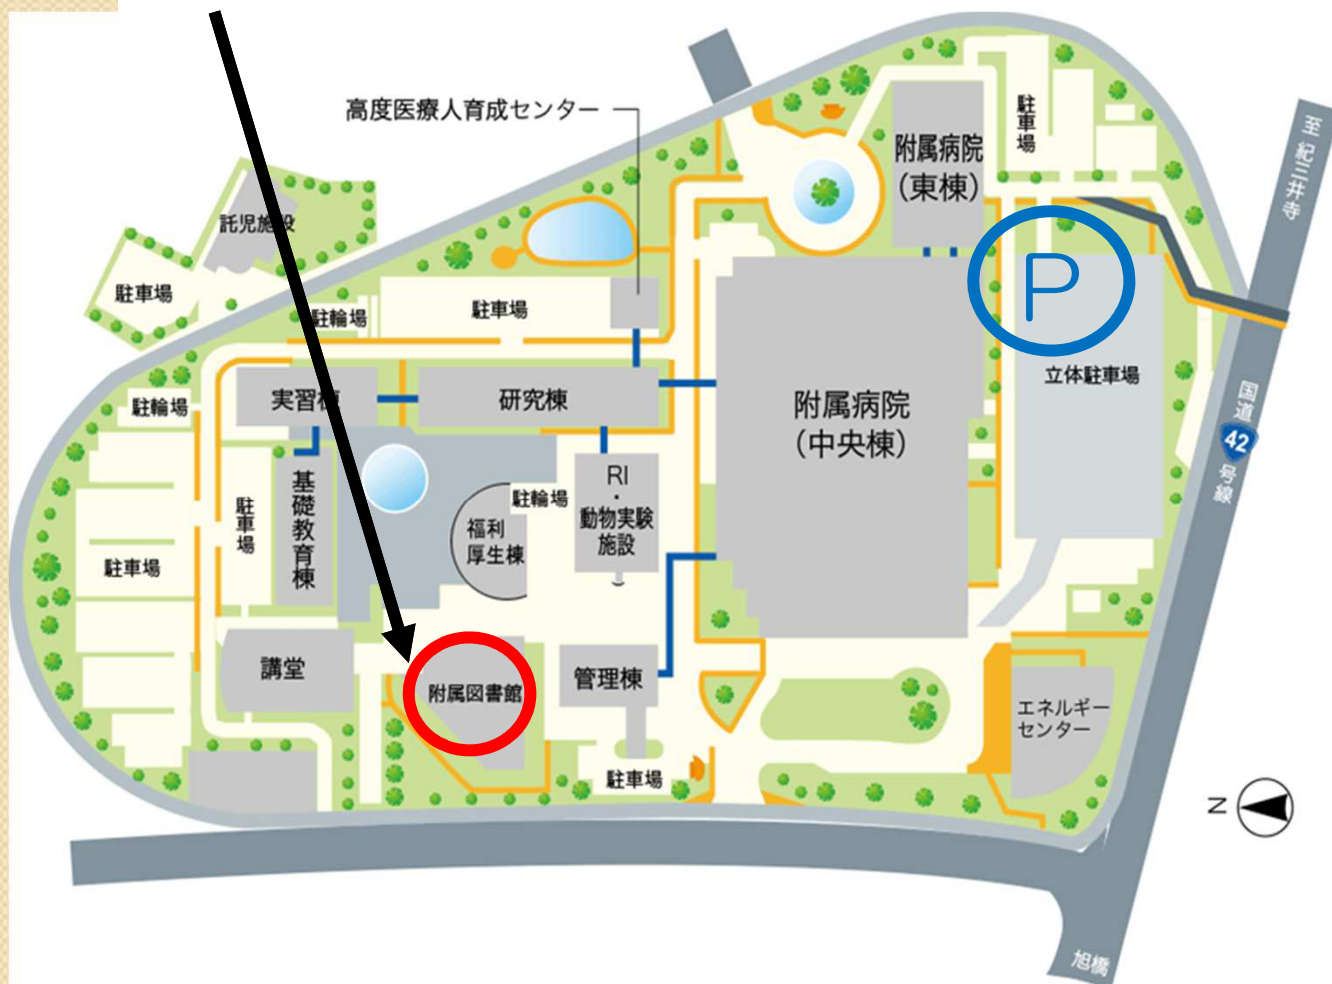 高度医療人育成センター
附属病院
(東棟)
駐車場
至 紀三井寺
託児施設
P
駐車場
駐輪場
駐車場
立体駐車場
実習棟
研究棟
附属病院
(中央棟)
駐輪場
国道
42
号線
基礎教育棟
駐車場
RI
・
動物実験
施設
駐輪場
福利
厚生棟
駐車場
講堂
附属図書館
管理棟
エネルギー
センター
駐車場
N
旭橋